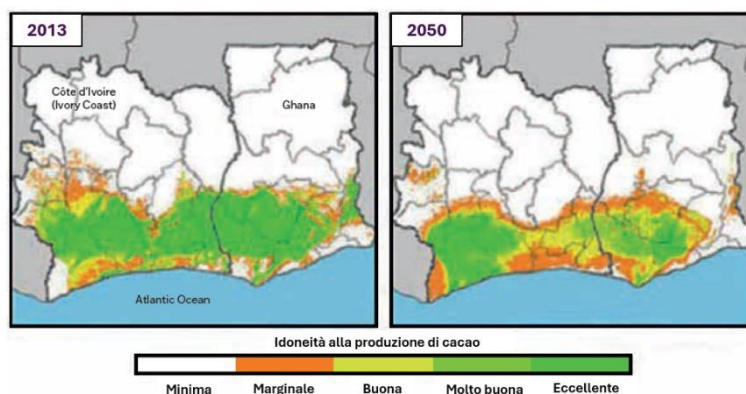 2013
2050
Côte d'Ivoire
(Ivory Coast)
Ghana
Atlantic Ocean
Idoneità alla produzione di cacao
Minima
Marginale
Buona
Molto buona
Eccellente